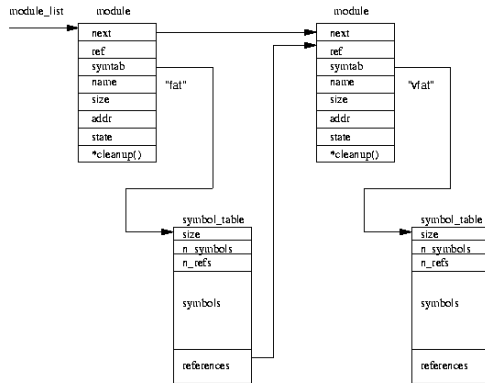 module_list
module
module
next
ref
symtab
name
size
addr
state
*cleanup()
"fat"
next
ref
symtab
name
size
addr
state
*cleanup()
"vfat"
symbol_table
size
n_symbols
n_refs
symbols
references
symbol_table
size
n_symbols
n_refs
symbols
references